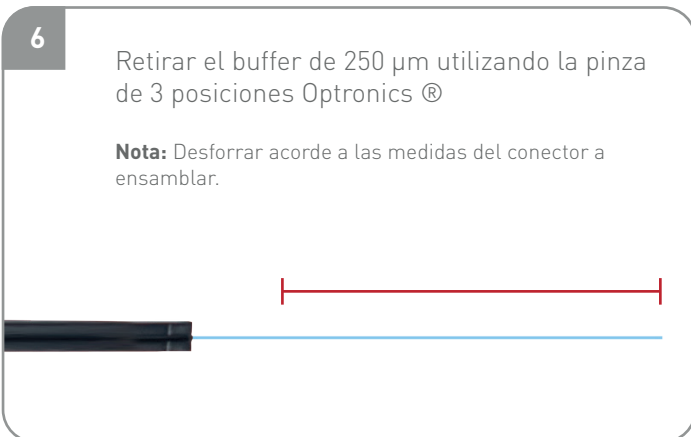 6
Retirar el buffer de 250 µm utilizando la pinza
de 3 posiciones Optronics ®
Nota: Desforrar acorde a las medidas del conector a
ensamblar.